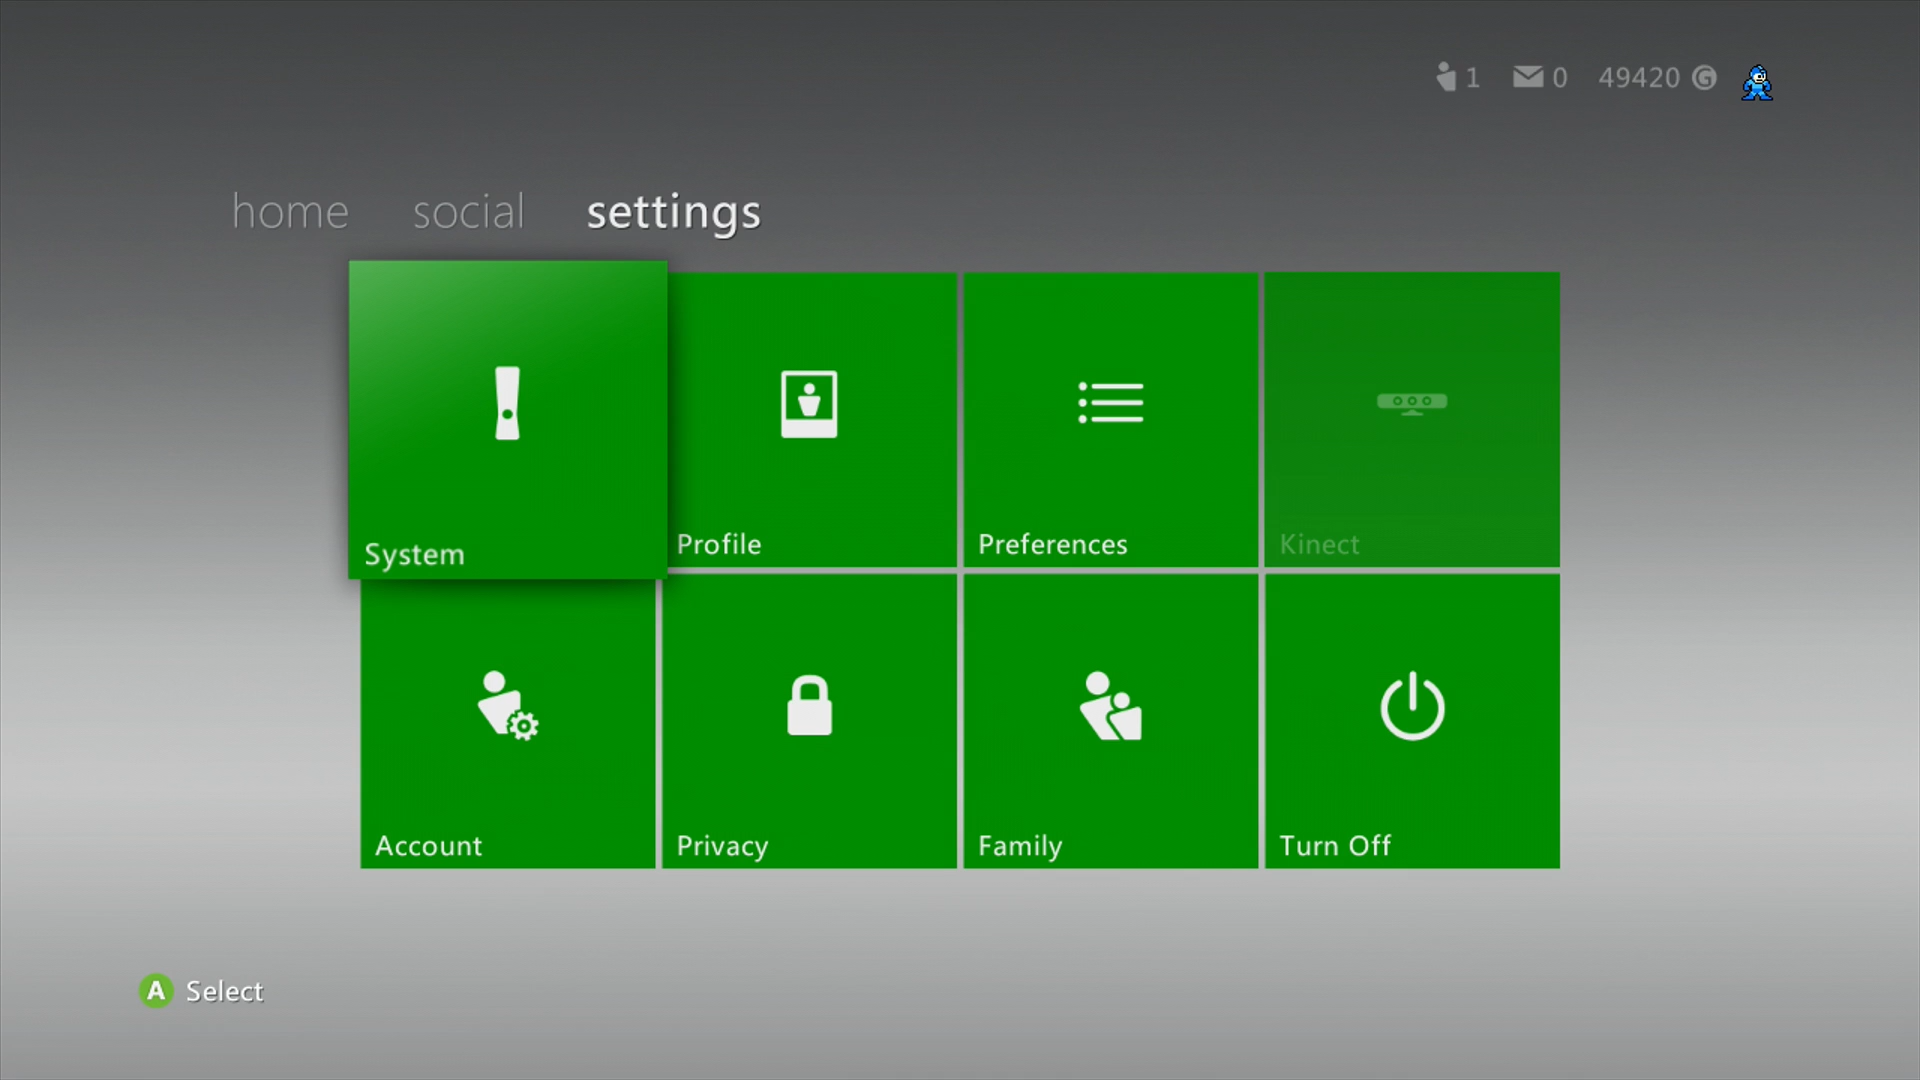 1 0 49420 G
home social settings
System Profile Preferences Kinect
Account Privacy Family Turn Off
A Select